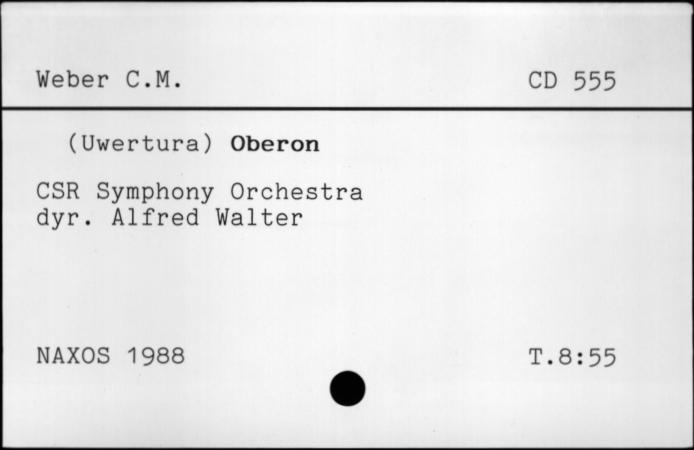 Weber C.M. CD 555
(Uwertura) Oberon
CSR Symphony Orchestra
dyr. Alfred Walter
NAXOS 1988 T.8:55